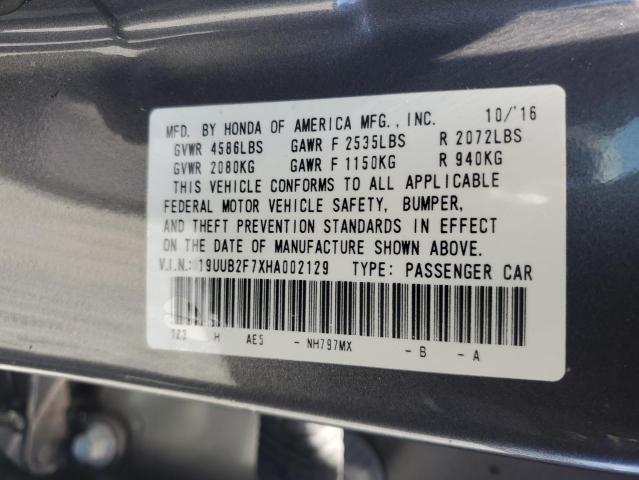 MFD. BY HONDA OF AMERICA MFG., INC. 10/'16
GVWR 4586LBS GAWR F 2535LBS R 2072LBS
GVWR 2080KG GAWR F 1150KG R 940KG
THIS VEHICLE CONFORMS TO ALL APPLICABLE
FEDERAL MOTOR VEHICLE SAFETY, BUMPER,
AND THEFT PREVENTION STANDARDS IN EFFECT
ON THE DATE OF MANUFACTURE SHOWN ABOVE.
V.I.N.: 19UUB2F7XHA002129 TYPE: PASSENGER CAR
123 H AES - NH797MX - B - A